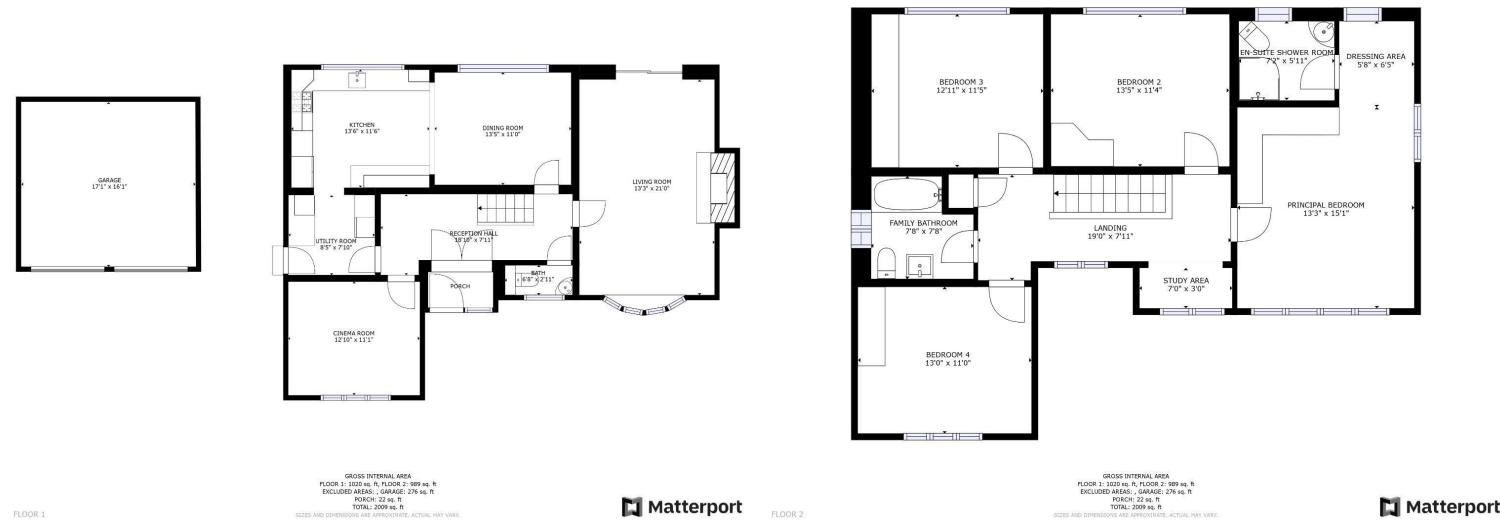 GARAGE
17'1" x 16'1"
KITCHEN
13'6" x 11'6"
DINING ROOM
13'5" x 11'0"
LIVING ROOM
13'3" x 21'0"
UTILITY ROOM
8'5" x 7'10"
RECEPTION HALL
18'10" x 7'11"
BATH
6'8" x 2'11"
PORCH
CINEMA ROOM
12'10" x 11'1"
GROSS INTERNAL AREA
FLOOR 1: 1020 sq. ft, FLOOR 2: 989 sq. ft
EXCLUDED AREAS: , GARAGE: 276 sq. ft
PORCH: 22 sq. ft
TOTAL: 2009 sq. ft
SIZES AND DIMENSIONS ARE APPROXIMATE, ACTUAL MAY VARY.
FLOOR 1
Matterport
BEDROOM 3
12'11" x 11'5"
BEDROOM 2
13'5" x 11'4"
EN-SUITE SHOWER ROOM
7'2" x 5'11"
DRESSING AREA
5'8" x 6'5"
PRINCIPAL BEDROOM
13'3" x 15'1"
FAMILY BATHROOM
7'8" x 7'8"
LANDING
19'0" x 7'11"
STUDY AREA
7'0" x 3'0"
BEDROOM 4
13'0" x 11'0"
GROSS INTERNAL AREA
FLOOR 1: 1020 sq. ft, FLOOR 2: 989 sq. ft
EXCLUDED AREAS: , GARAGE: 276 sq. ft
PORCH: 22 sq. ft
TOTAL: 2009 sq. ft
SIZES AND DIMENSIONS ARE APPROXIMATE, ACTUAL MAY VARY.
FLOOR 2
Matterport